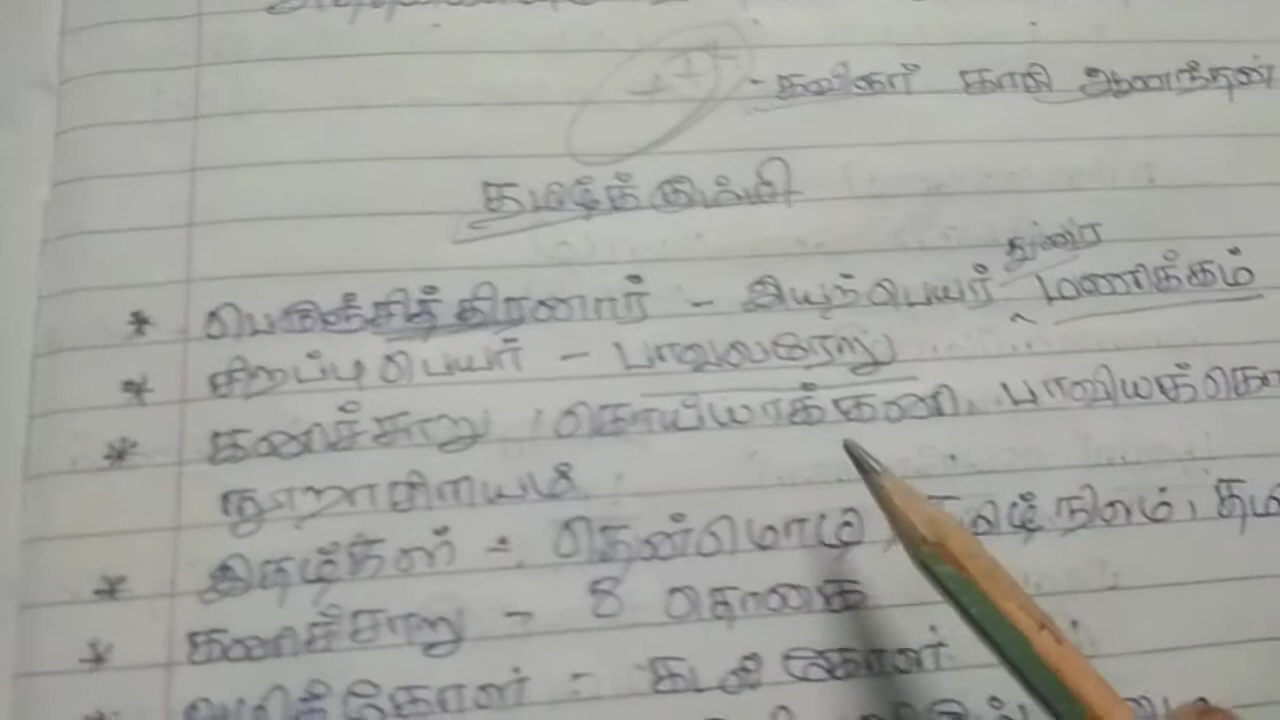 - கவிஞர் காசி ஆனந்தன்
தமிழ்க்கும்மி
துரை
* பெருஞ்சித்திரனார் - இயற்பெயர் மாணிக்கம்
* சிறப்பு பெயர் - பாவலரேறு
* கனிச்சாறு, கொய்யாக்கனி, பாவியக்கொ
நூறாசிரியம்
* இதழ்கள் - தென்மொழி, தமிழ்நிலம், தமி
* கனிச்சாறு - 8 தொகை
* அழிக்கோள் - கடல்கோள்